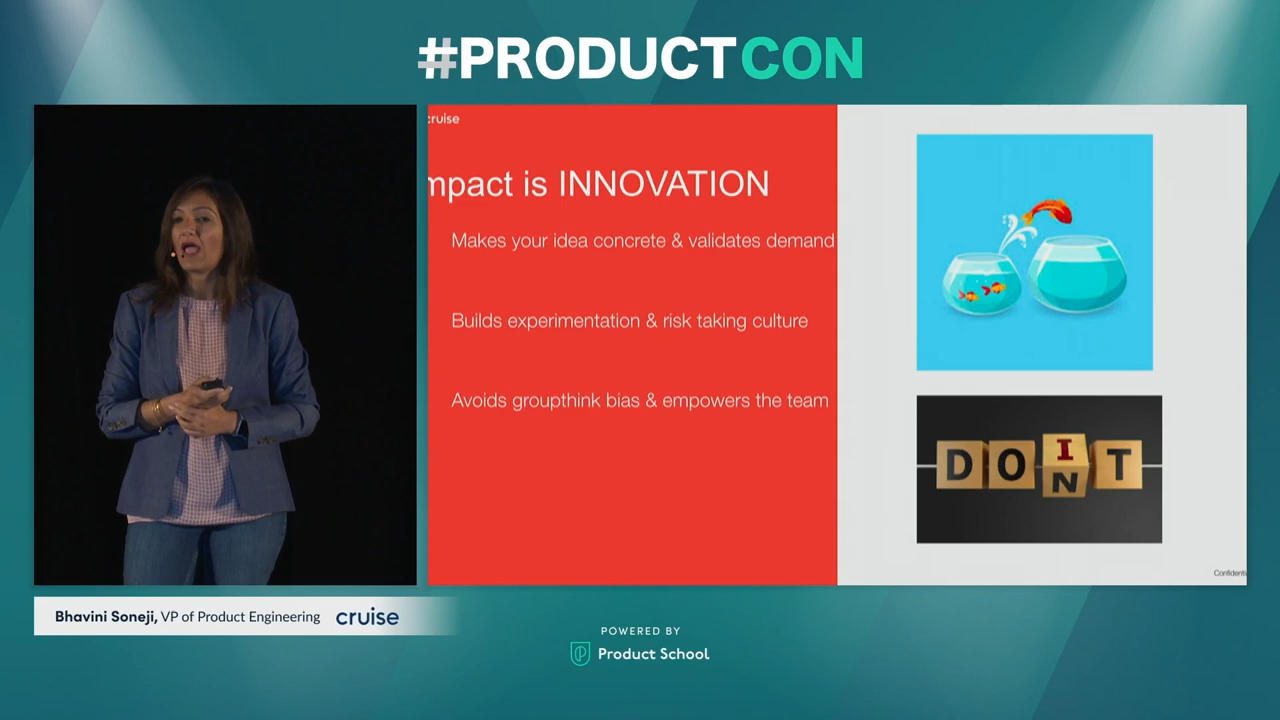 #PRODUCTCON
cruise
mpact is INNOVATION
Makes your idea concrete & validates demand
Builds experimentation & risk taking culture
Avoids groupthink bias & empowers the team
DO I T
N
Confidenti
Bhavini Soneji, VP of Product Engineering cruise
POWERED BY
Product School